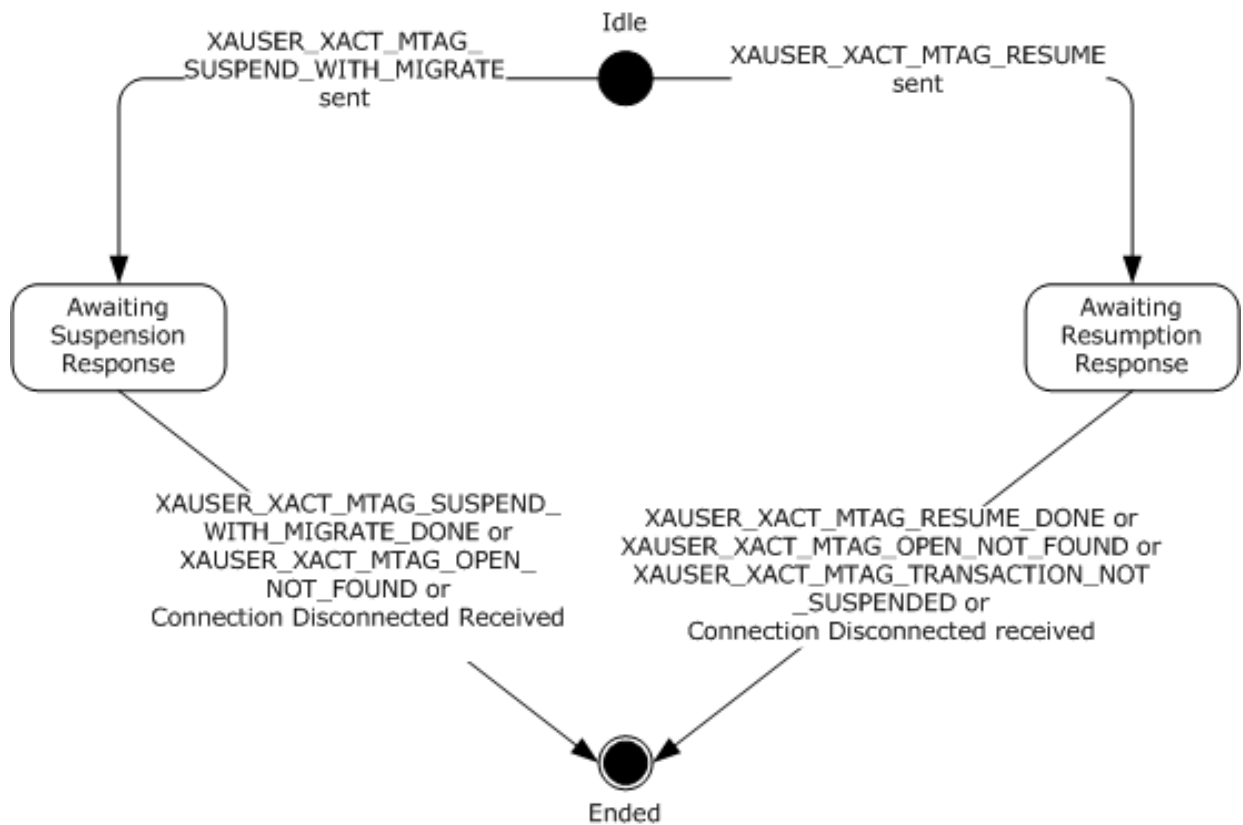 Idle
XAUSER_XACT_MTAG_
SUSPEND_WITH_MIGRATE
sent
XAUSER_XACT_MTAG_RESUME
sent
Awaiting
Suspension
Response
Awaiting
Resumption
Response
XAUSER_XACT_MTAG_SUSPEND_
WITH_MIGRATE_DONE or
XAUSER_XACT_MTAG_OPEN_
NOT_FOUND or
Connection Disconnected Received
XAUSER_XACT_MTAG_RESUME_DONE or
XAUSER_XACT_MTAG_OPEN_NOT_FOUND or
XAUSER_XACT_MTAG_TRANSACTION_NOT
_SUSPENDED or
Connection Disconnected received
Ended